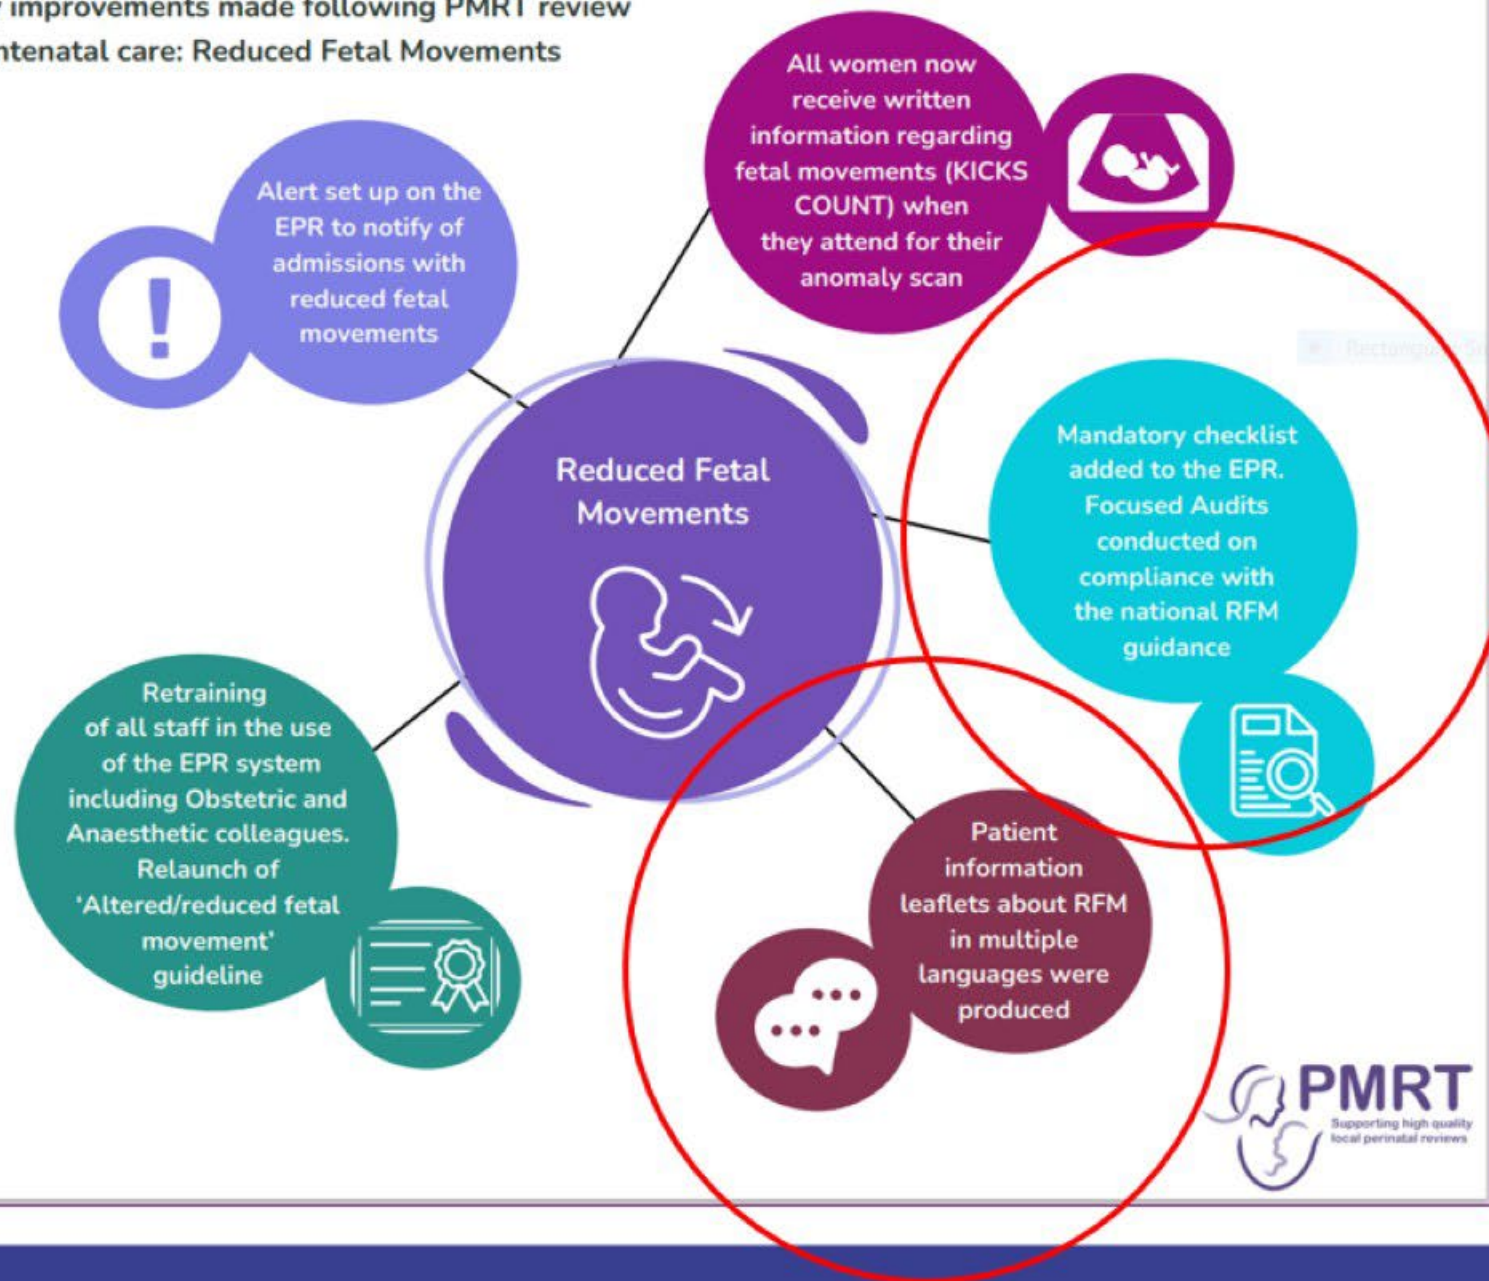 improvements made following PMRT review
ntenatal care: Reduced Fetal Movements
All women now
receive written
information regarding
fetal movements (KICKS
COUNT) when
they attend for their
anomaly scan
Alert set up on the
EPR to notify of
admissions with
reduced fetal
movements
!
Reduced Fetal
Movements
Mandatory checklist
added to the EPR.
Focused Audits
conducted on
compliance with
the national RFM
guidance
Retraining
of all staff in the use
of the EPR system
including Obstetric and
Anaesthetic colleagues.
Relaunch of
‘Altered/reduced fetal
movement’
guideline
Patient
information
leaflets about RFM
in multiple
languages were
produced
PMRT
Supporting high quality
local perinatal reviews